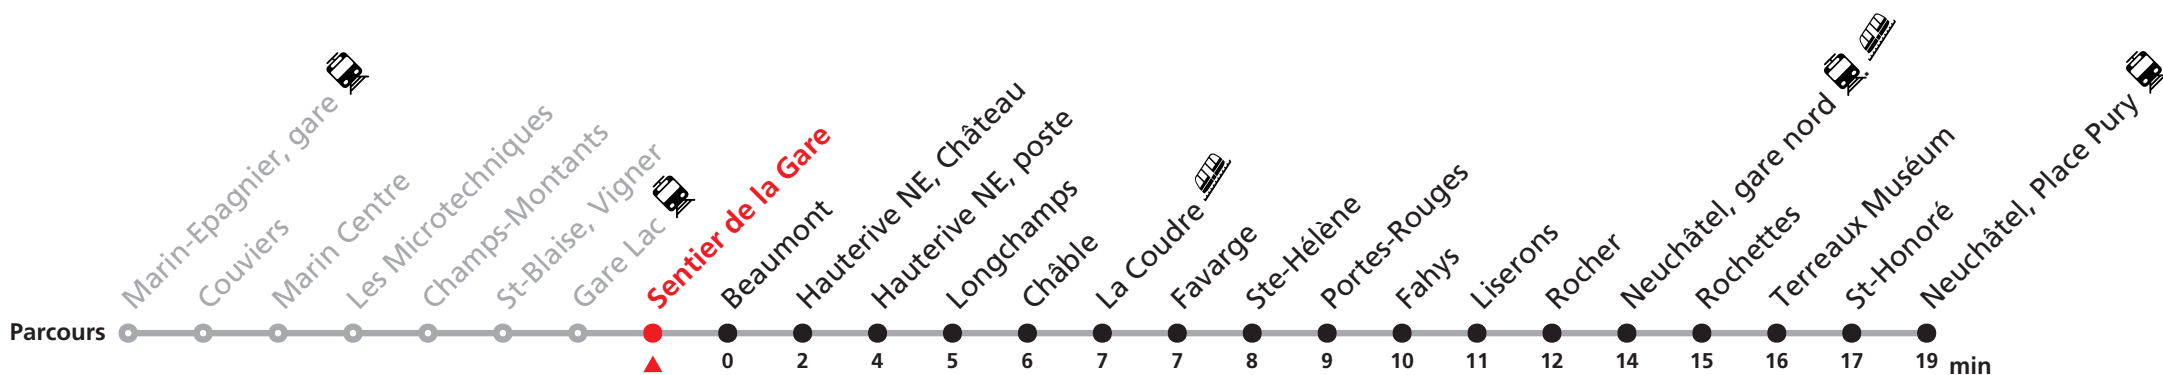 Marin-Epagnier, gare
Couviers
Marin Centre
Les Microtechniques
Champs-Montants
St-Blaise, Vigner
Gare Lac
Sentier de la Gare
Beaumont
Hauterive NE, Château
Hauterive NE, poste
Longchamps
Châble
La Coudre
Favarge
Ste-Hélène
Portes-Rouges
Fahys
Liserons
Rocher
Neuchâtel, gare nord
Rochettes
Terreaux Muséum
St-Honoré
Neuchâtel, Place Pury
Parcours
0 2 4 5 6 7 7 8 9 10 11 12 14 15 16 17 19 min